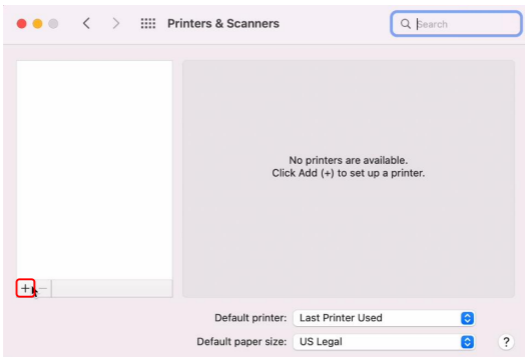 Printers & Scanners
Search
No printers are available.
Click Add (+) to set up a printer.
+ −
Default printer: Last Printer Used
Default paper size: US Legal
?